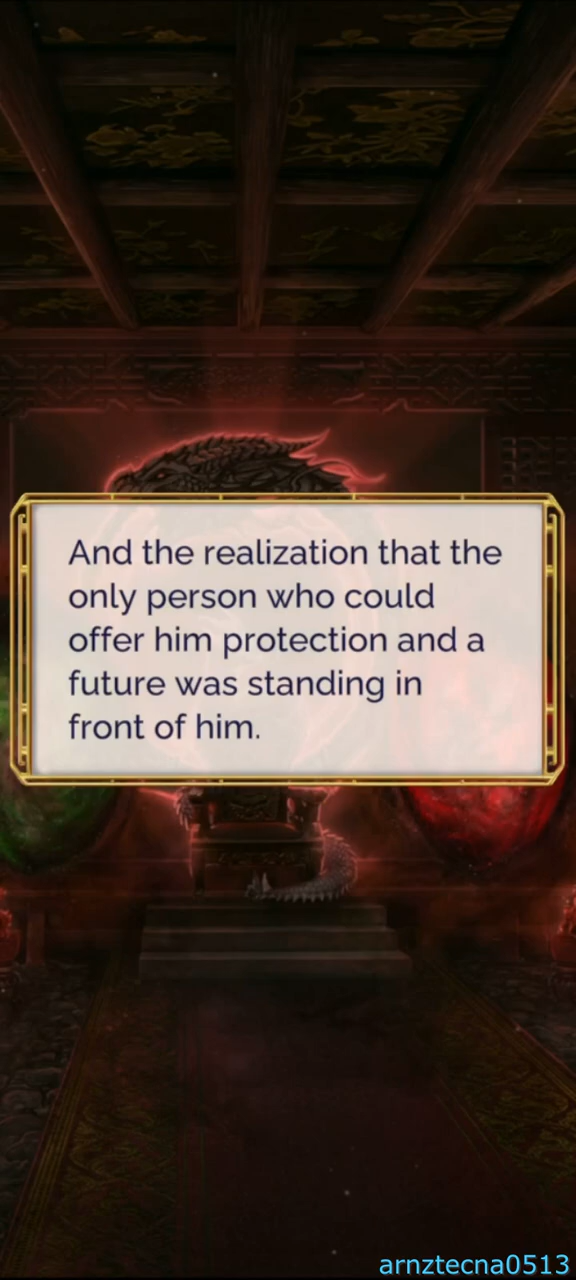 And the realization that the
only person who could
offer him protection and a
future was standing in
front of him.
arnztecna0513